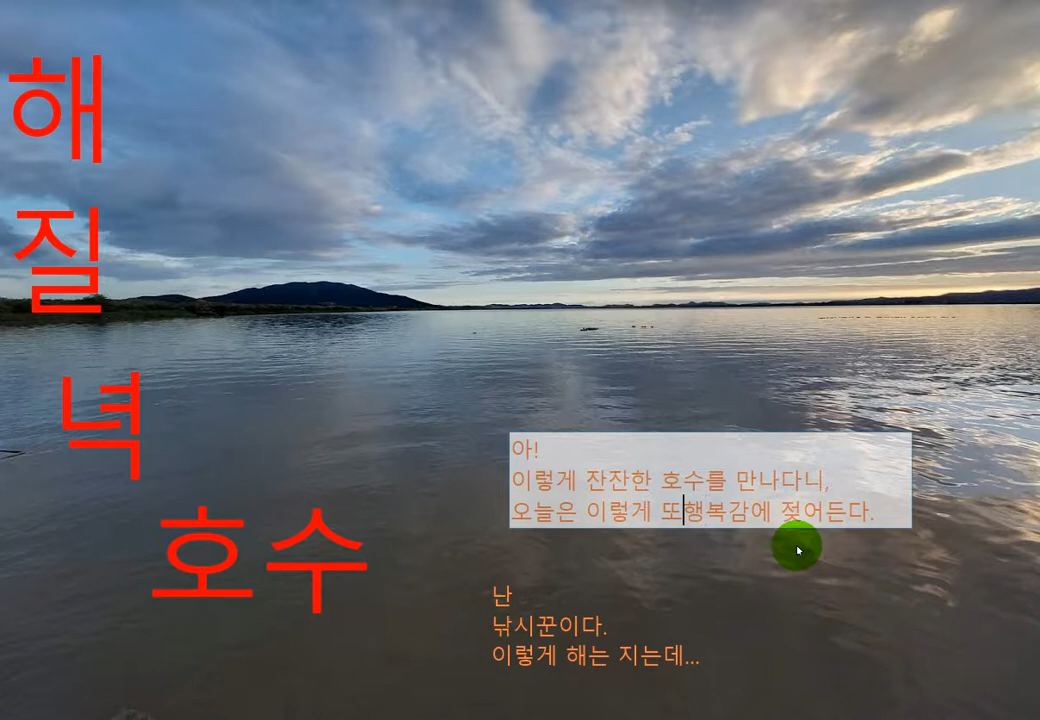 해
질
녘
호수
아!
이렇게 잔잔한 호수를 만나다니,
오늘은 이렇게 또행복감에 젖어든다.
난
낚시꾼이다.
이렇게 해는 지는데...